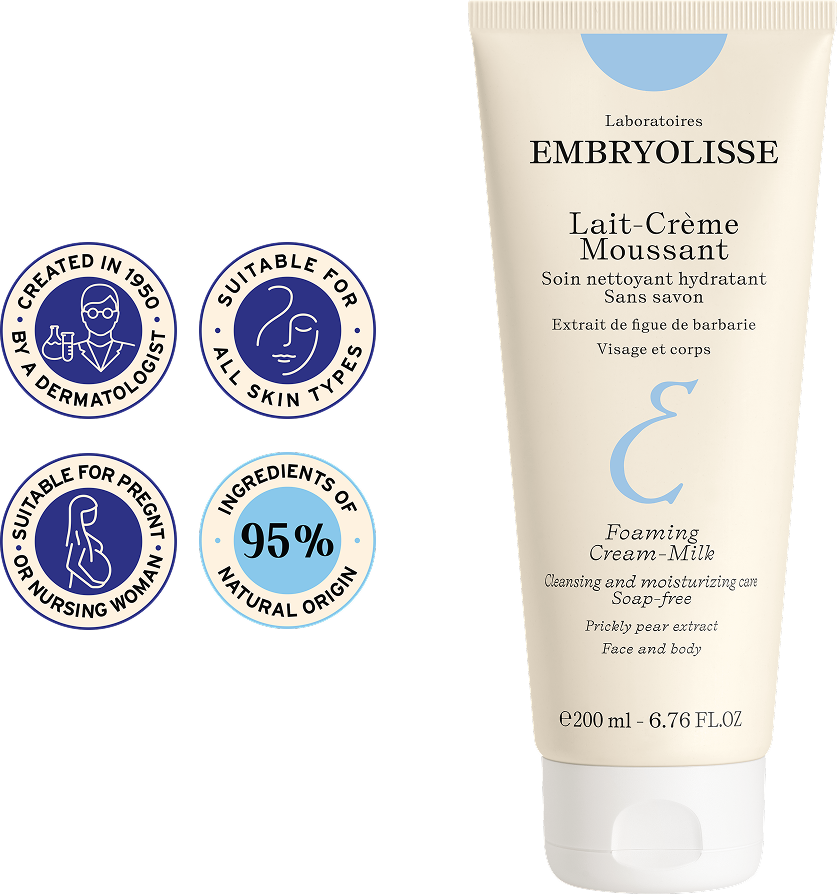 CREATED IN 1950
BY A DERMATOLOGIST
SUITABLE FOR
ALL SKIN TYPES
SUITABLE FOR PREGNT
OR NURSING WOMAN
INGREDIENTS OF
95%
NATURAL ORIGIN
Laboratoires
EMBRYOLISSE
Lait-Crème
Moussant
Soin nettoyant hydratant
Sans savon
Extrait de figue de barbarie
Visage et corps
E
Foaming
Cream-Milk
Cleansing and moisturizing care
Soap-free
Prickly pear extract
Face and body
℮200 ml - 6.76 FL.OZ